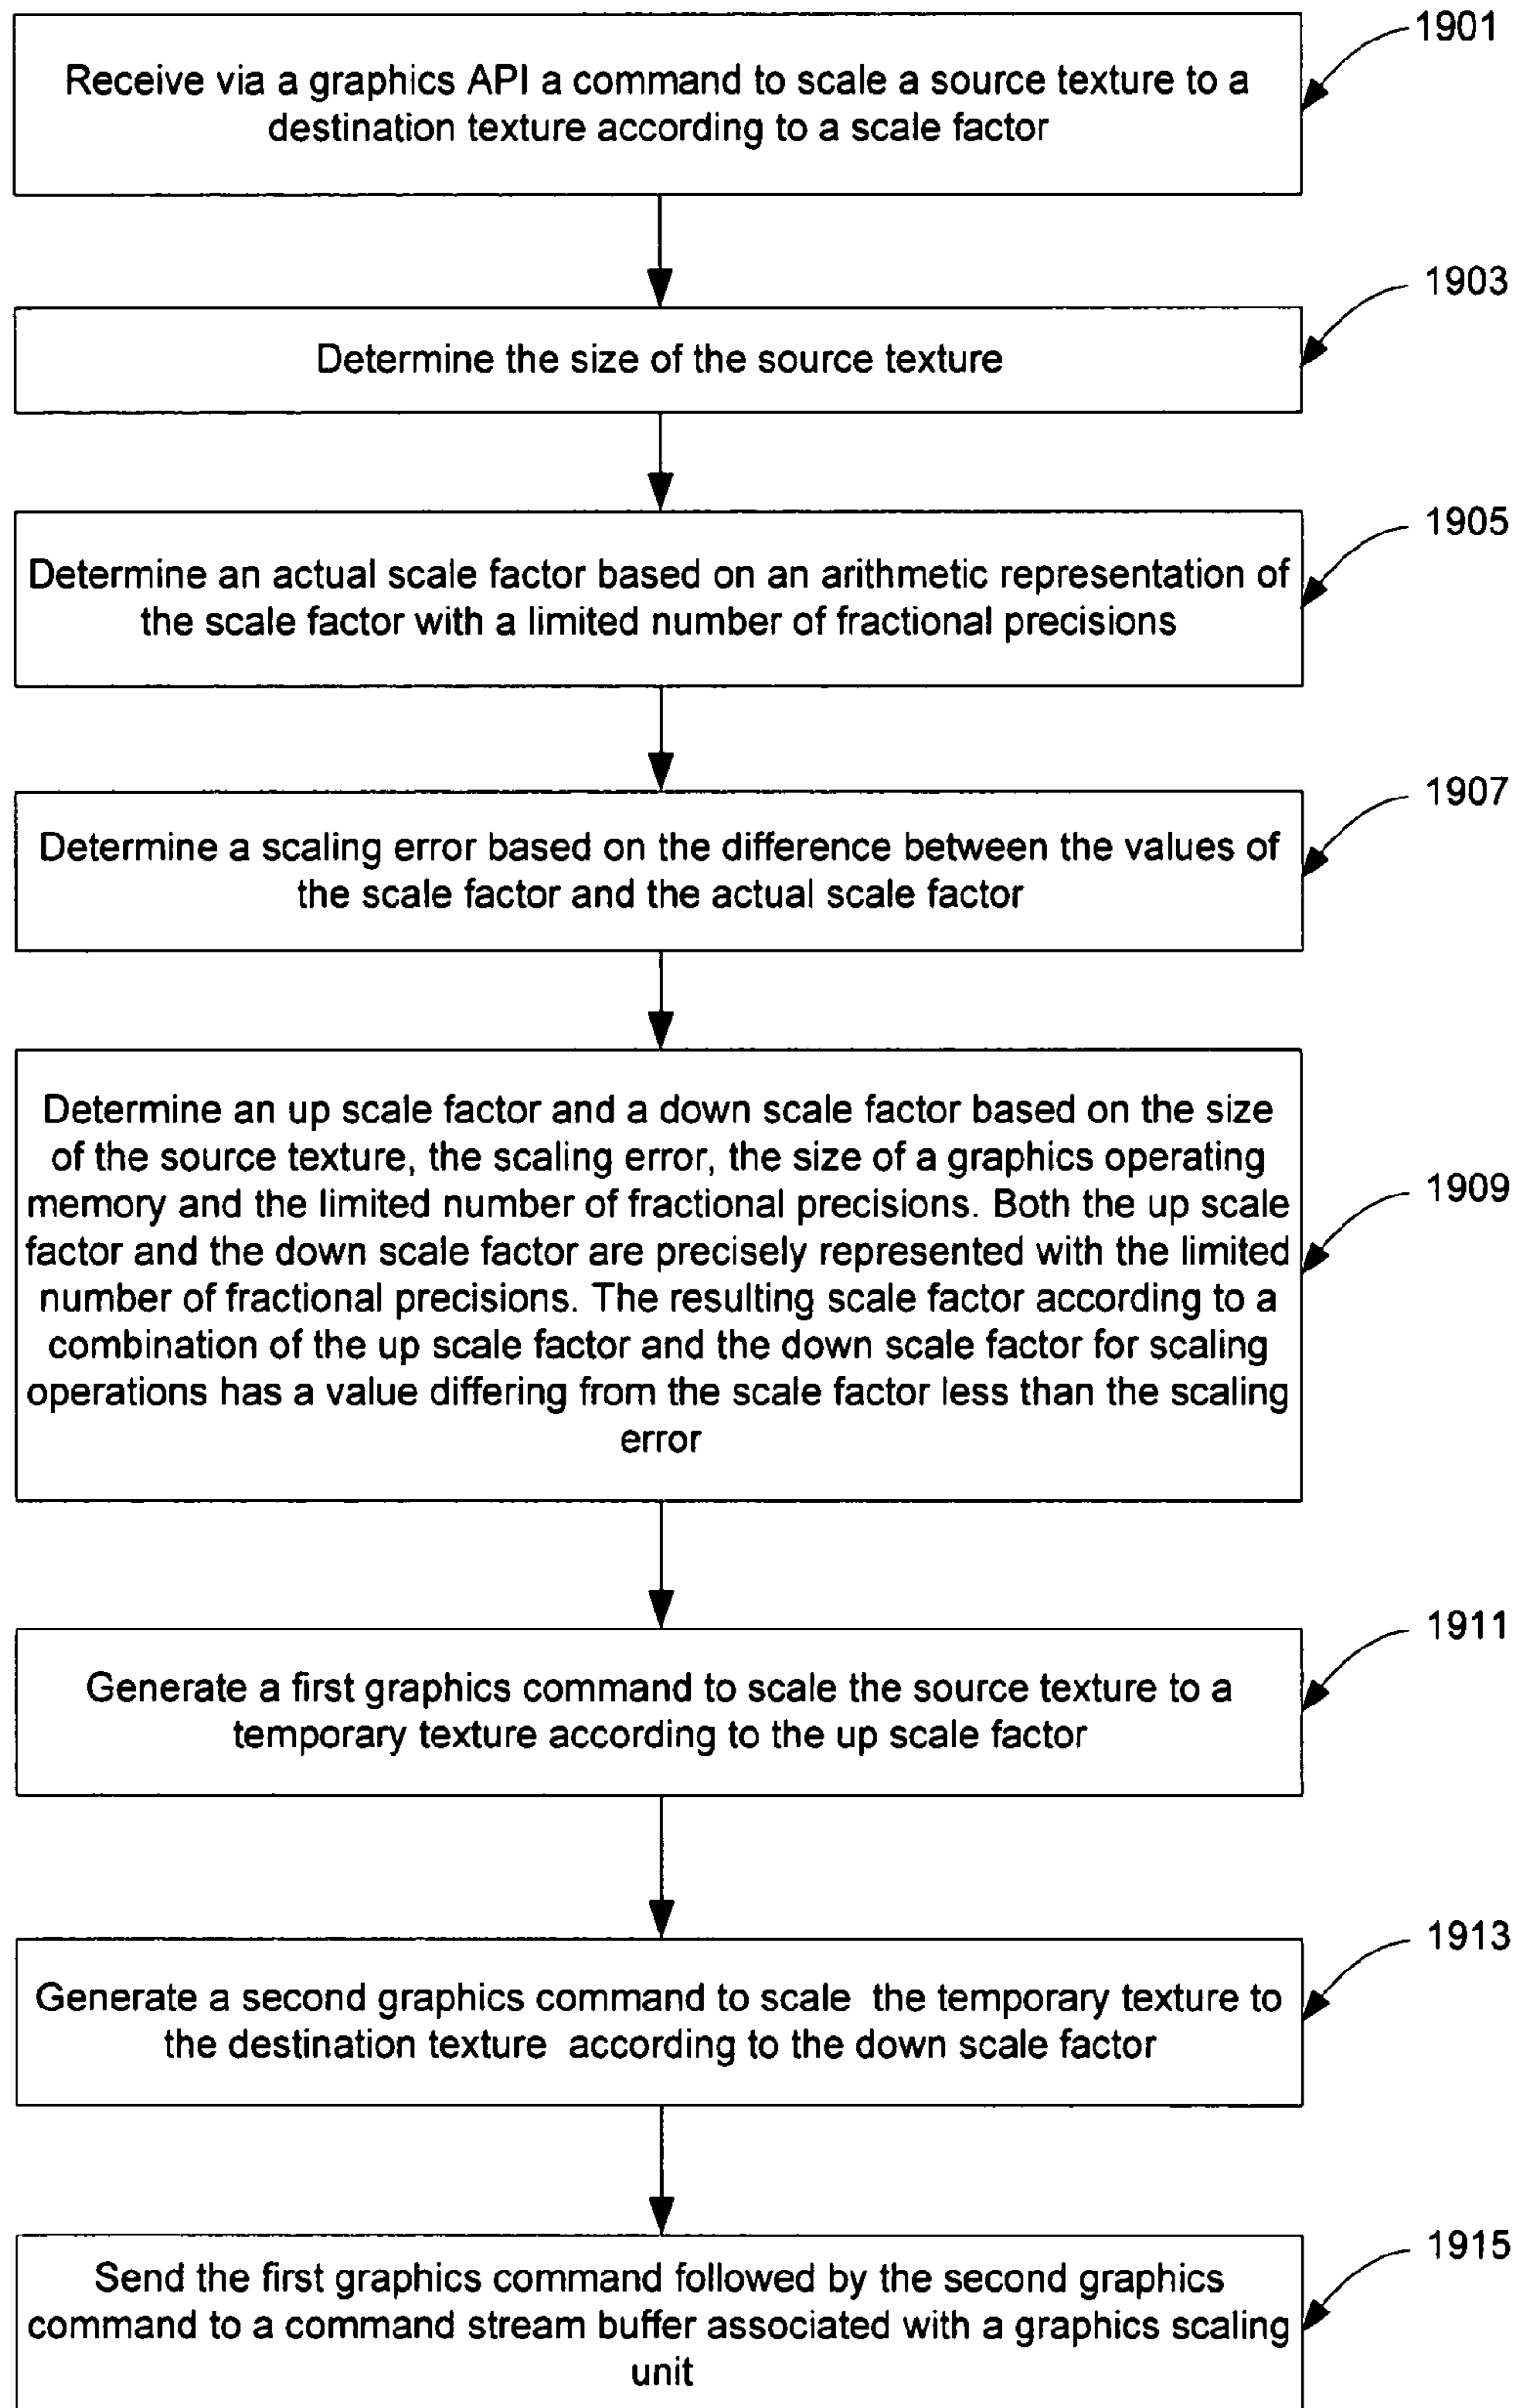 1901
Receive via a graphics API a command to scale a source texture to a
destination texture according to a scale factor
1903
Determine the size of the source texture
1905
Determine an actual scale factor based on an arithmetic representation of
the scale factor with a limited number of fractional precisions
1907
Determine a scaling error based on the difference between the values of
the scale factor and the actual scale factor
1909
Determine an up scale factor and a down scale factor based on the size
of the source texture, the scaling error, the size of a graphics operating
memory and the limited number of fractional precisions. Both the up scale
factor and the down scale factor are precisely represented with the limited
number of fractional precisions. The resulting scale factor according to a
combination of the up scale factor and the down scale factor for scaling
operations has a value differing from the scale factor less than the scaling
error
1911
Generate a first graphics command to scale the source texture to a
temporary texture according to the up scale factor
1913
Generate a second graphics command to scale the temporary texture to
the destination texture according to the down scale factor
1915
Send the first graphics command followed by the second graphics
command to a command stream buffer associated with a graphics scaling
unit